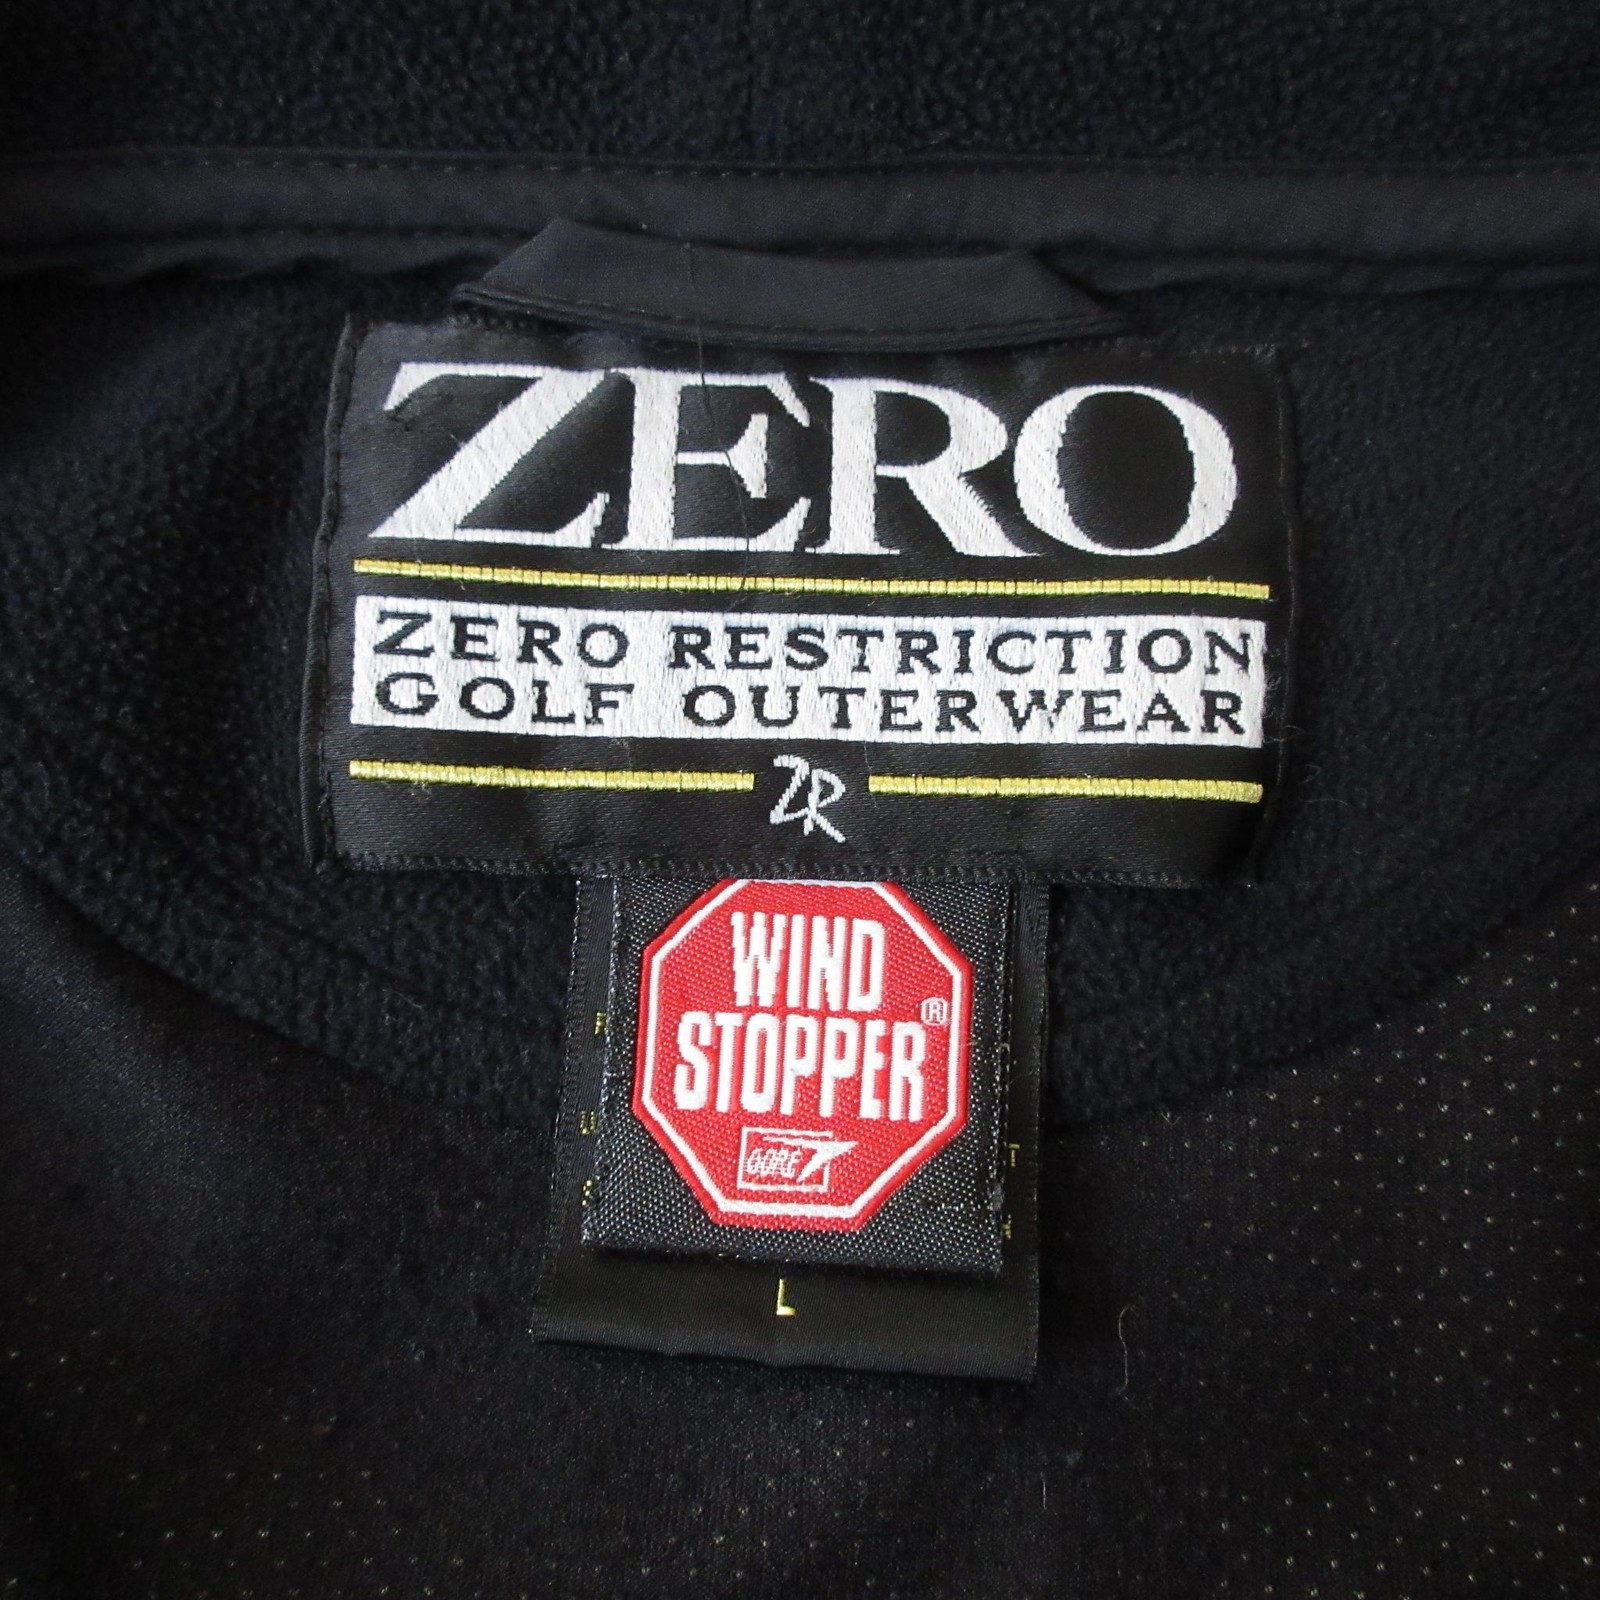 ZERO
ZERO RESTRICTION
GOLF OUTERWEAR
ZR
WIND
STOPPER®
GORE
L